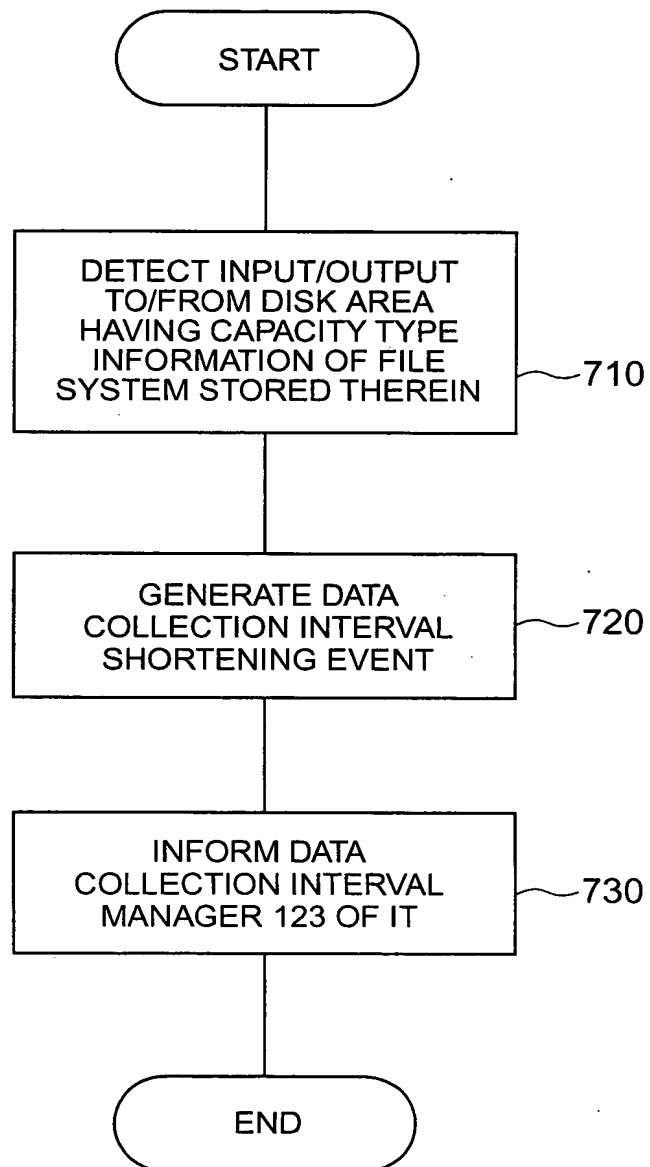 START
DETECT INPUT/OUTPUT
TO/FROM DISK AREA
HAVING CAPACITY TYPE
INFORMATION OF FILE
SYSTEM STORED THEREIN
710
GENERATE DATA
COLLECTION INTERVAL
SHORTENING EVENT
720
INFORM DATA
COLLECTION INTERVAL
MANAGER 123 OF IT
730
END